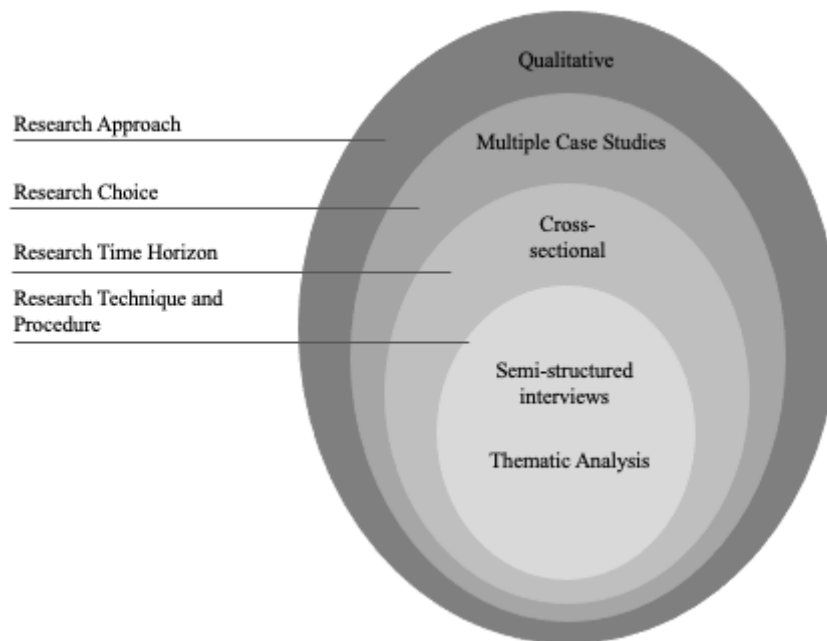 Qualitative
Research Approach
Multiple Case Studies
Research Choice
Cross-
sectional
Research Time Horizon
Research Technique and
Procedure
Semi-structured
interviews
Thematic Analysis